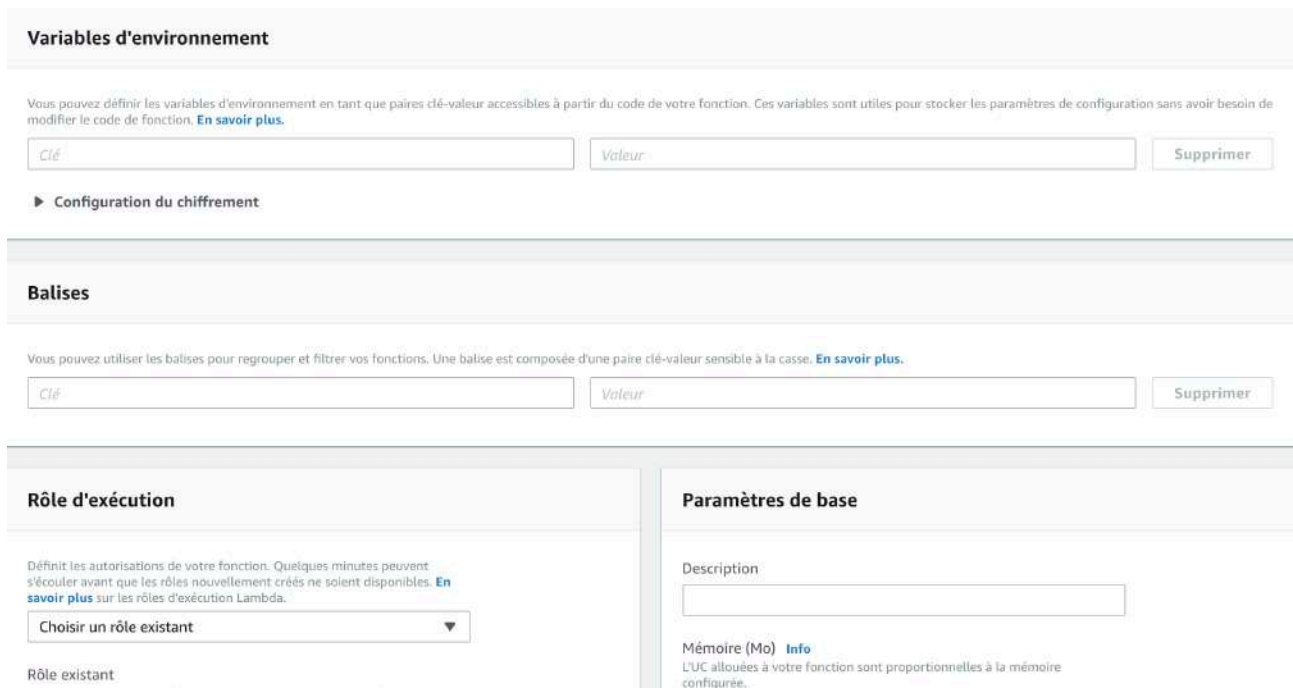 Variables d'environnement
Vous pouvez définir les variables d'environnement en tant que paires clé-valeur accessibles à partir du code de votre fonction. Ces variables sont utiles pour stocker les paramètres de configuration sans avoir besoin de
modifier le code de fonction. En savoir plus.
Clé
Valeur
Supprimer
Configuration du chiffrement
Balises
Vous pouvez utiliser les balises pour regrouper et filtrer vos fonctions. Une balise est composée d'une paire clé-valeur sensible à la casse. En savoir plus.
Clé
Valeur
Supprimer
Rôle d'exécution
Définit les autorisations de votre fonction. Quelques minutes peuvent
s'écouler avant que les rôles nouvellement créés ne soient disponibles. En
savoir plus sur les rôles d'exécution Lambda.
Choisir un rôle existant
Rôle existant
Paramètres de base
Description
Mémoire (Mo) Info
L'UC allouées à votre fonction sont proportionnelles à la mémoire
configurée.